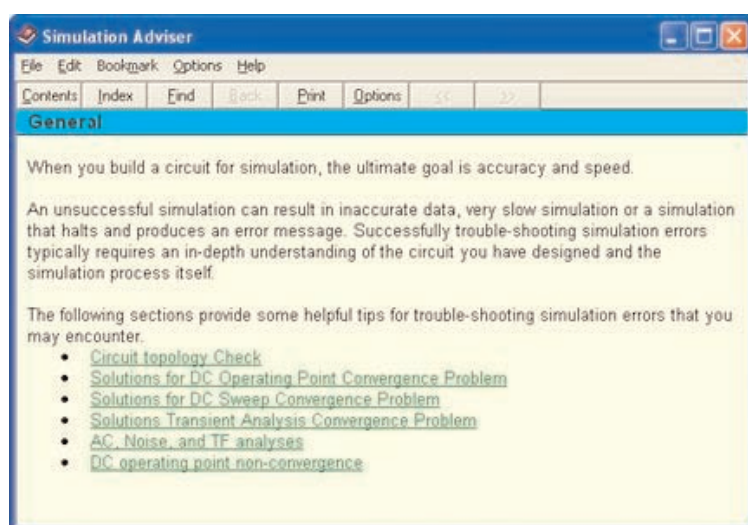 Simulation Adviser
File Edit Bookmark Options Help
Contents Index Find Back Print Options << >>
General
When you build a circuit for simulation, the ultimate goal is accuracy and speed.
An unsuccessful simulation can result in inaccurate data, very slow simulation or a simulation
that halts and produces an error message. Successfully trouble-shooting simulation errors
typically requires an in-depth understanding of the circuit you have designed and the
simulation process itself.
The following sections provide some helpful tips for trouble-shooting simulation errors that you
may encounter.
• Circuit topology Check
• Solutions for DC Operating Point Convergence Problem
• Solutions for DC Sweep Convergence Problem
• Solutions Transient Analysis Convergence Problem
• AC, Noise, and TF analyses
• DC operating point non-convergence